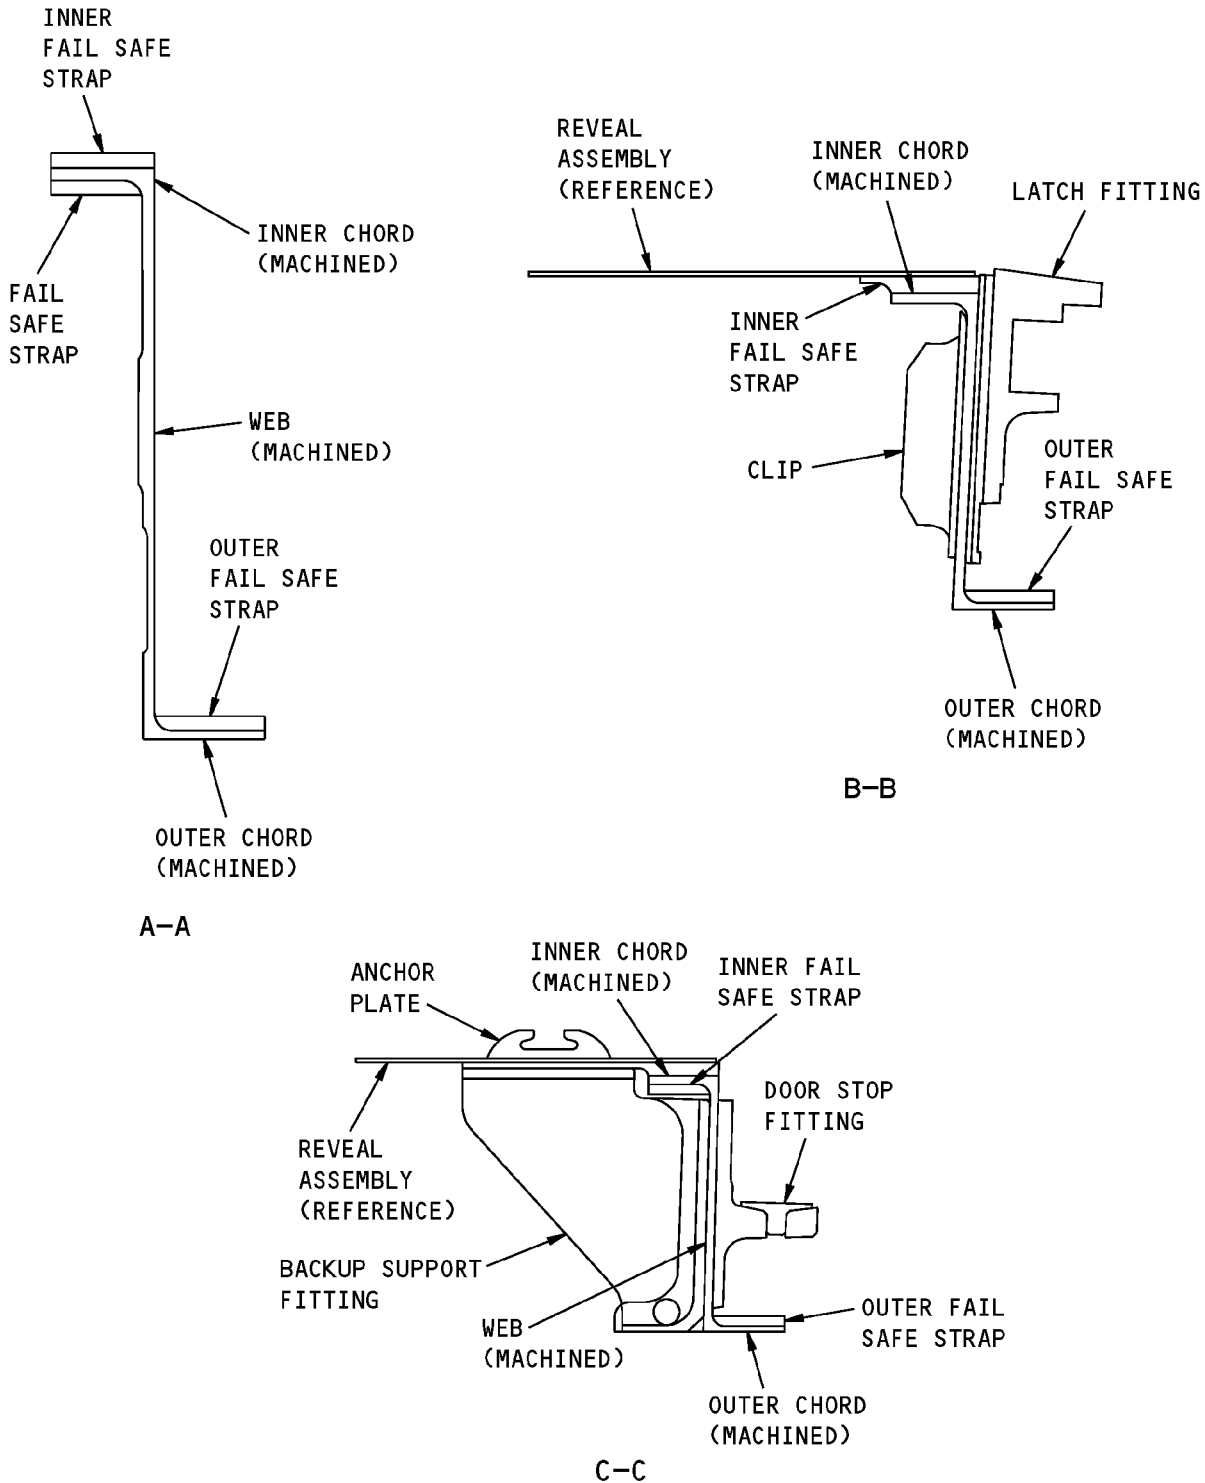 INNER
FAIL SAFE
STRAP
INNER CHORD
(MACHINED)
FAIL
SAFE
STRAP
WEB
(MACHINED)
OUTER
FAIL SAFE
STRAP
OUTER CHORD
(MACHINED)
A-A
REVEAL
ASSEMBLY
(REFERENCE)
INNER CHORD
(MACHINED)
LATCH FITTING
INNER
FAIL SAFE
STRAP
CLIP
OUTER
FAIL SAFE
STRAP
OUTER CHORD
(MACHINED)
B-B
ANCHOR
PLATE
INNER CHORD
(MACHINED)
INNER FAIL
SAFE STRAP
DOOR STOP
FITTING
REVEAL
ASSEMBLY
(REFERENCE)
BACKUP SUPPORT
FITTING
WEB
(MACHINED)
OUTER FAIL
SAFE STRAP
OUTER CHORD
(MACHINED)
C-C